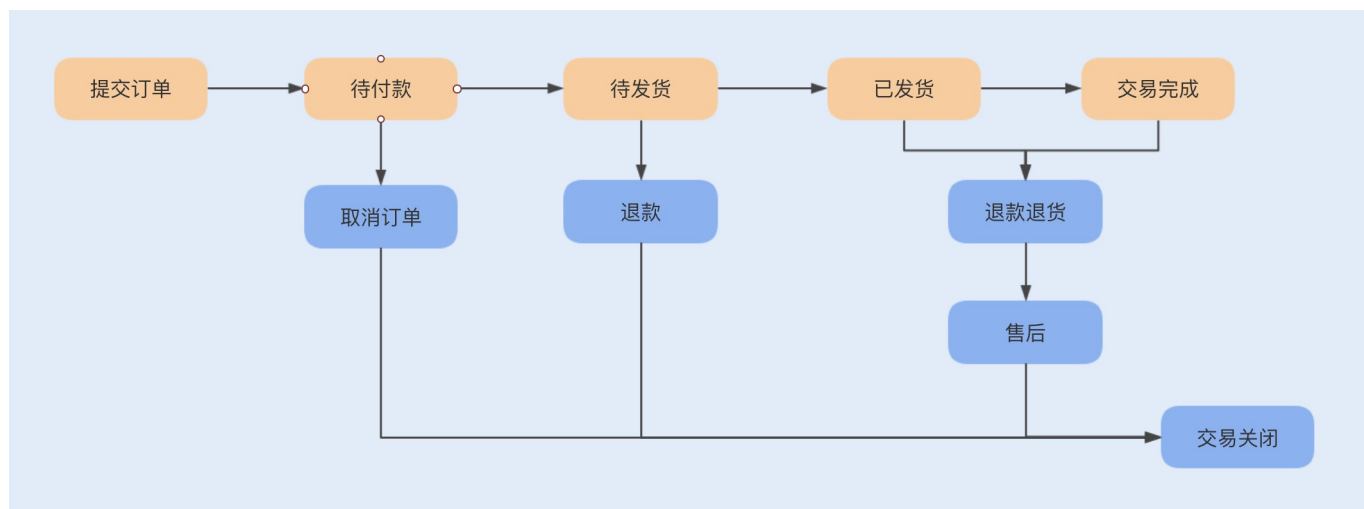 提交订单
待付款
待发货
已发货
交易完成
取消订单
退款
退款退货
售后
交易关闭